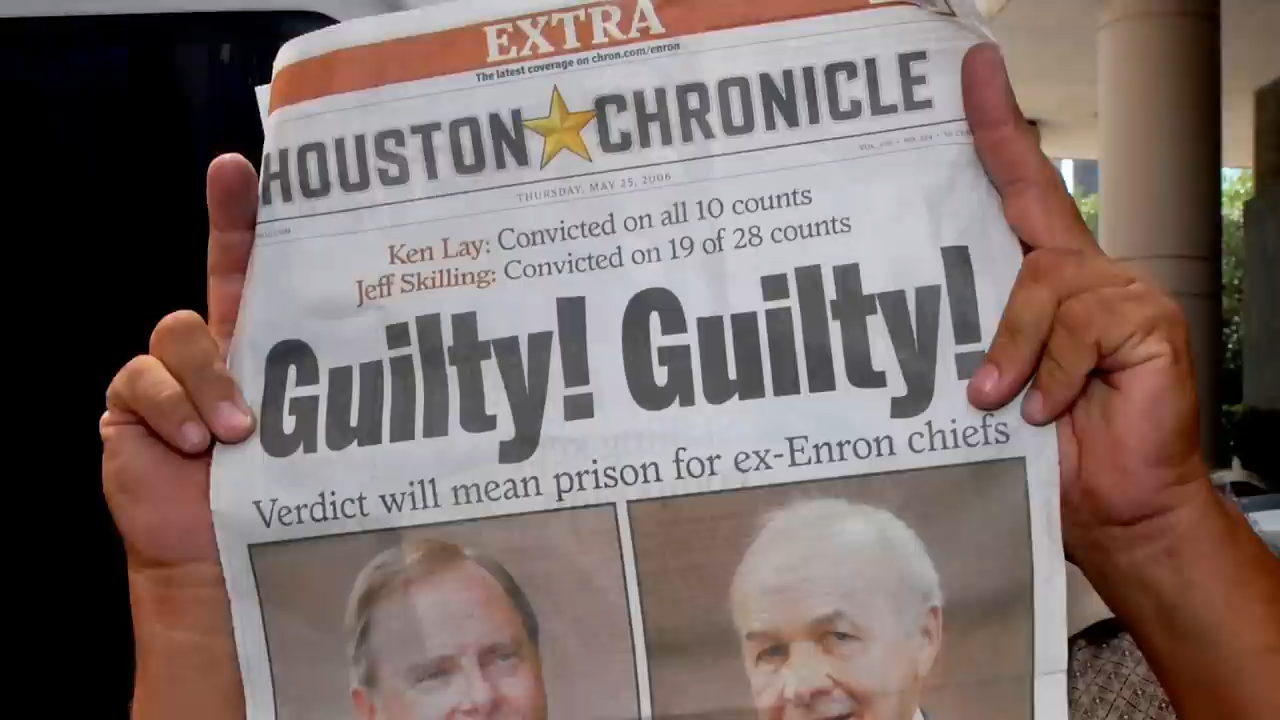 EXTRA
The latest coverage on chron.com/enron
HOUSTON CHRONICLE
THURSDAY, MAY 25, 2006
Ken Lay: Convicted on all 10 counts
Jeff Skilling: Convicted on 19 of 28 counts
Guilty! Guilty!
Verdict will mean prison for ex-Enron chiefs